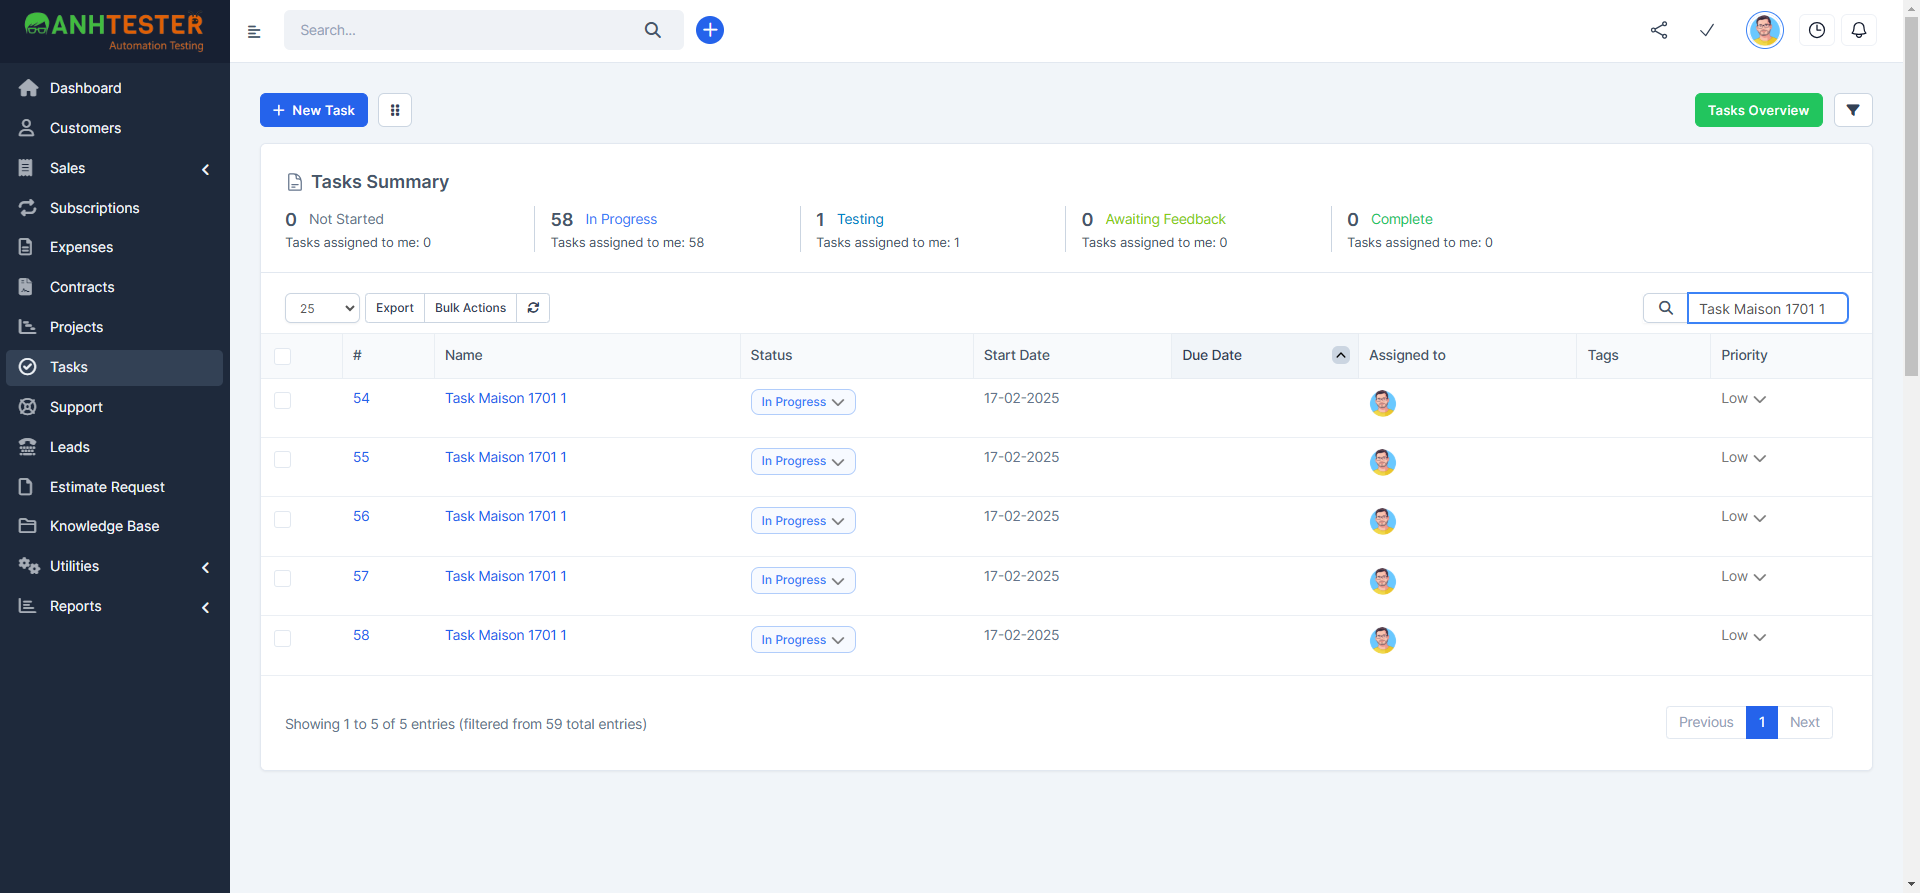 ANHTESTER
Automation Testing
Search...
Dashboard
Customers
Sales
Subscriptions
Expenses
Contracts
Projects
Tasks
Support
Leads
Estimate Request
Knowledge Base
Utilities
Reports
New Task
Tasks Overview
Tasks Summary
0 Not Started
Tasks assigned to me: 0
58 In Progress
Tasks assigned to me: 58
1 Testing
Tasks assigned to me: 1
0 Awaiting Feedback
Tasks assigned to me: 0
0 Complete
Tasks assigned to me: 0
25 Export Bulk Actions Task Maison 1701 1
# Name Status Start Date Due Date Assigned to Tags Priority
54 Task Maison 1701 1 In Progress 17-02-2025 Low
55 Task Maison 1701 1 In Progress 17-02-2025 Low
56 Task Maison 1701 1 In Progress 17-02-2025 Low
57 Task Maison 1701 1 In Progress 17-02-2025 Low
58 Task Maison 1701 1 In Progress 17-02-2025 Low
Showing 1 to 5 of 5 entries (filtered from 59 total entries)
Previous 1 Next